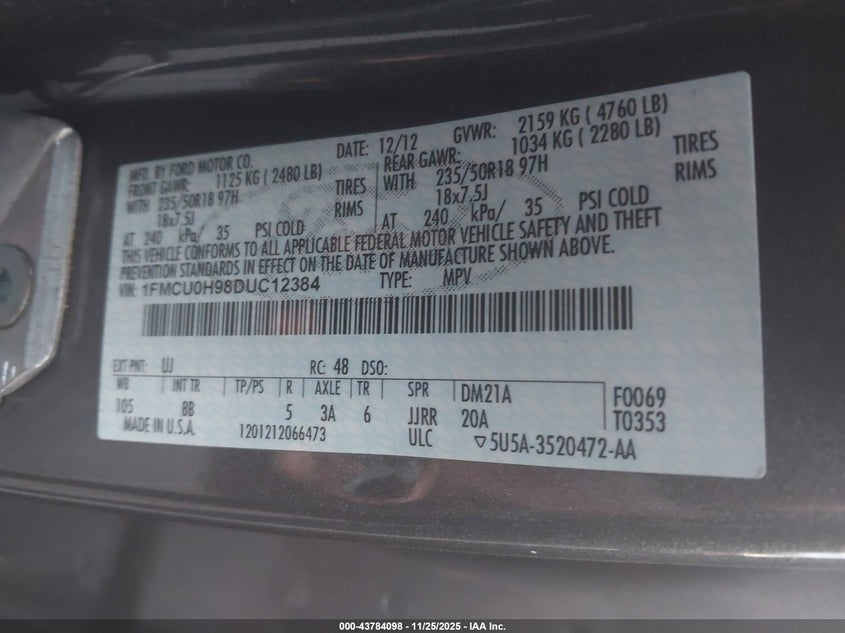 MFD. BY FORD MOTOR CO.
DATE: 12/12 GVWR: 2159 KG ( 4760 LB)
FRONT GAWR: 1125 KG ( 2480 LB)
REAR GAWR: 1034 KG ( 2280 LB)
WITH 235/50R18 97H TIRES
WITH 235/50R18 97H TIRES
18x7.5J RIMS
18x7.5J RIMS
AT 240 kPa/ 35 PSI COLD
AT 240 kPa/ 35 PSI COLD
THIS VEHICLE CONFORMS TO ALL APPLICABLE FEDERAL MOTOR VEHICLE SAFETY AND THEFT
PREVENTION STANDARDS IN EFFECT ON THE DATE OF MANUFACTURE SHOWN ABOVE.
VIN: 1FMCU0H98DUC12384 TYPE: MPV
EXT PNT: UJ RC: 48 DSO:
WB INT TR TP/PS R AXLE TR SPR DM21A F0069
105 8B 5 3A 6 JJRR 20A T0353
MADE IN U.S.A. 1201212066473 ULC ▽5U5A-3520472-AA
000-43784098 - 11/25/2025 - IAA Inc.